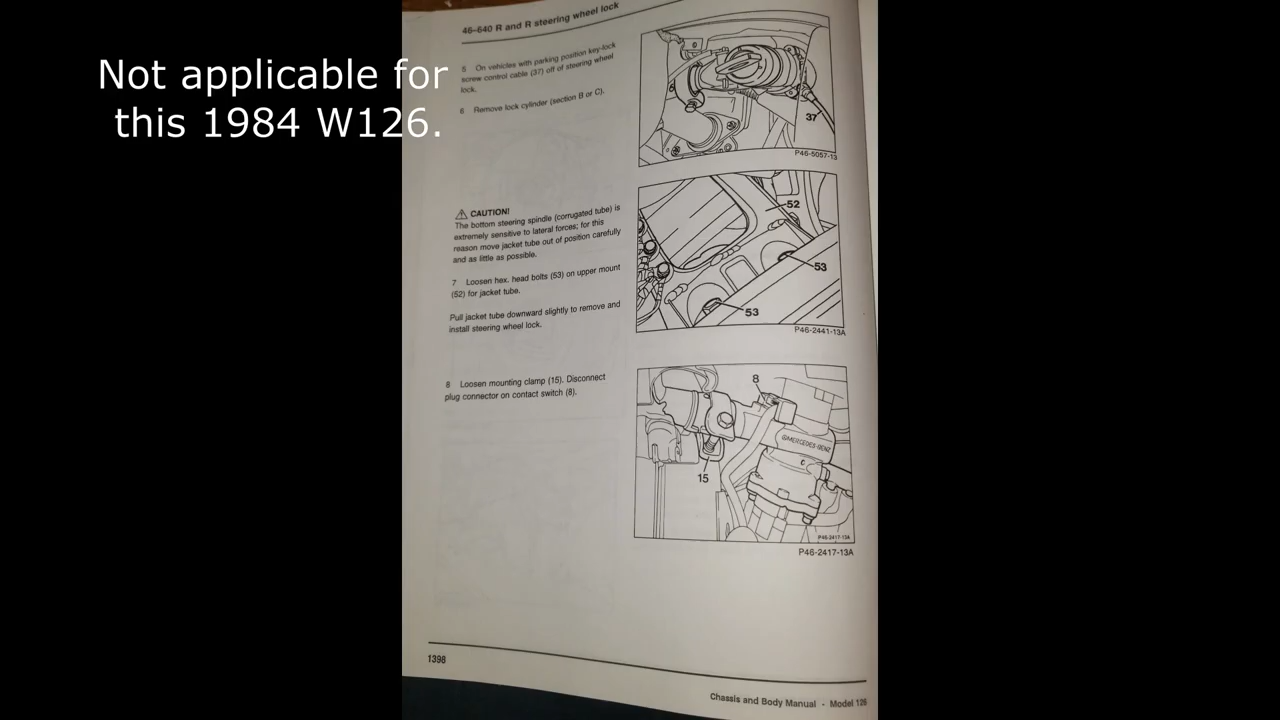 Not applicable for
this 1984 W126.
46-640 R and R steering wheel lock
5 On vehicles with parking position key-lock
screw control cable (37) off of steering wheel
lock.
6 Remove lock cylinder (section B or C).
37
P46-5057-13
⚠ CAUTION!
The bottom steering spindle (corrugated tube) is
extremely sensitive to lateral forces; for this
reason move jacket tube out of position carefully
and as little as possible.
7 Loosen hex. head bolts (53) on upper mount
(52) for jacket tube.
Pull jacket tube downward slightly to remove and
install steering wheel lock.
52
53
53
P46-2441-13A
8 Loosen mounting clamp (15). Disconnect
plug connector on contact switch (8).
8
MERCEDES-BENZ
15
P46-2417-13A
P46-2417-13A
1398
Chassis and Body Manual - Model 126